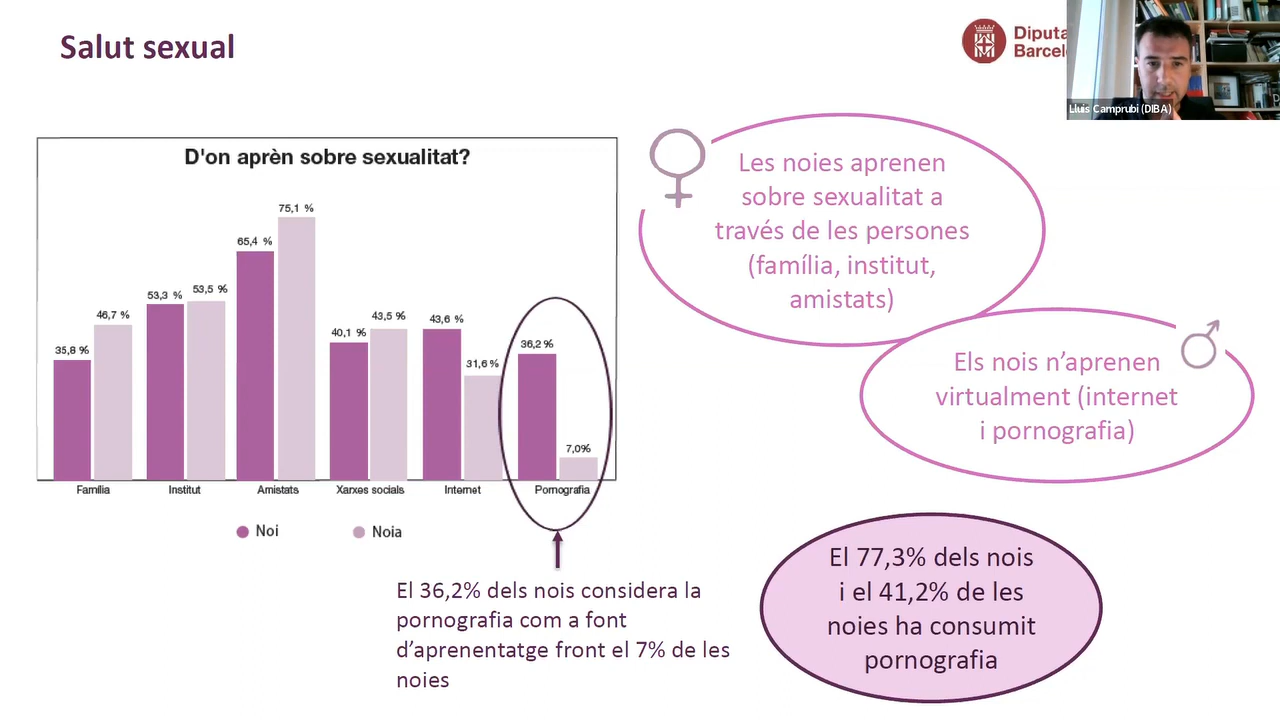 Salut sexual
Diputa
Barcel
Lluís Camprubí (DIBA)
D'on aprèn sobre sexualitat?
35,8 %
46,7 %
53,3 %
53,5 %
65,4 %
75,1 %
40,1 %
43,5 %
43,6 %
31,6 %
36,2 %
7,0%
Família
Institut
Amistats
Xarxes socials
Internet
Pornografia
Noi
Noia
Les noies aprenen
sobre sexualitat a
través de les persones
(família, institut,
amistats)
Els nois n'aprenen
virtualment (internet
i pornografia)
El 36,2% dels nois considera la
pornografia com a font
d'aprenentatge front el 7% de les
noies
El 77,3% dels nois
i el 41,2% de les
noies ha consumit
pornografia